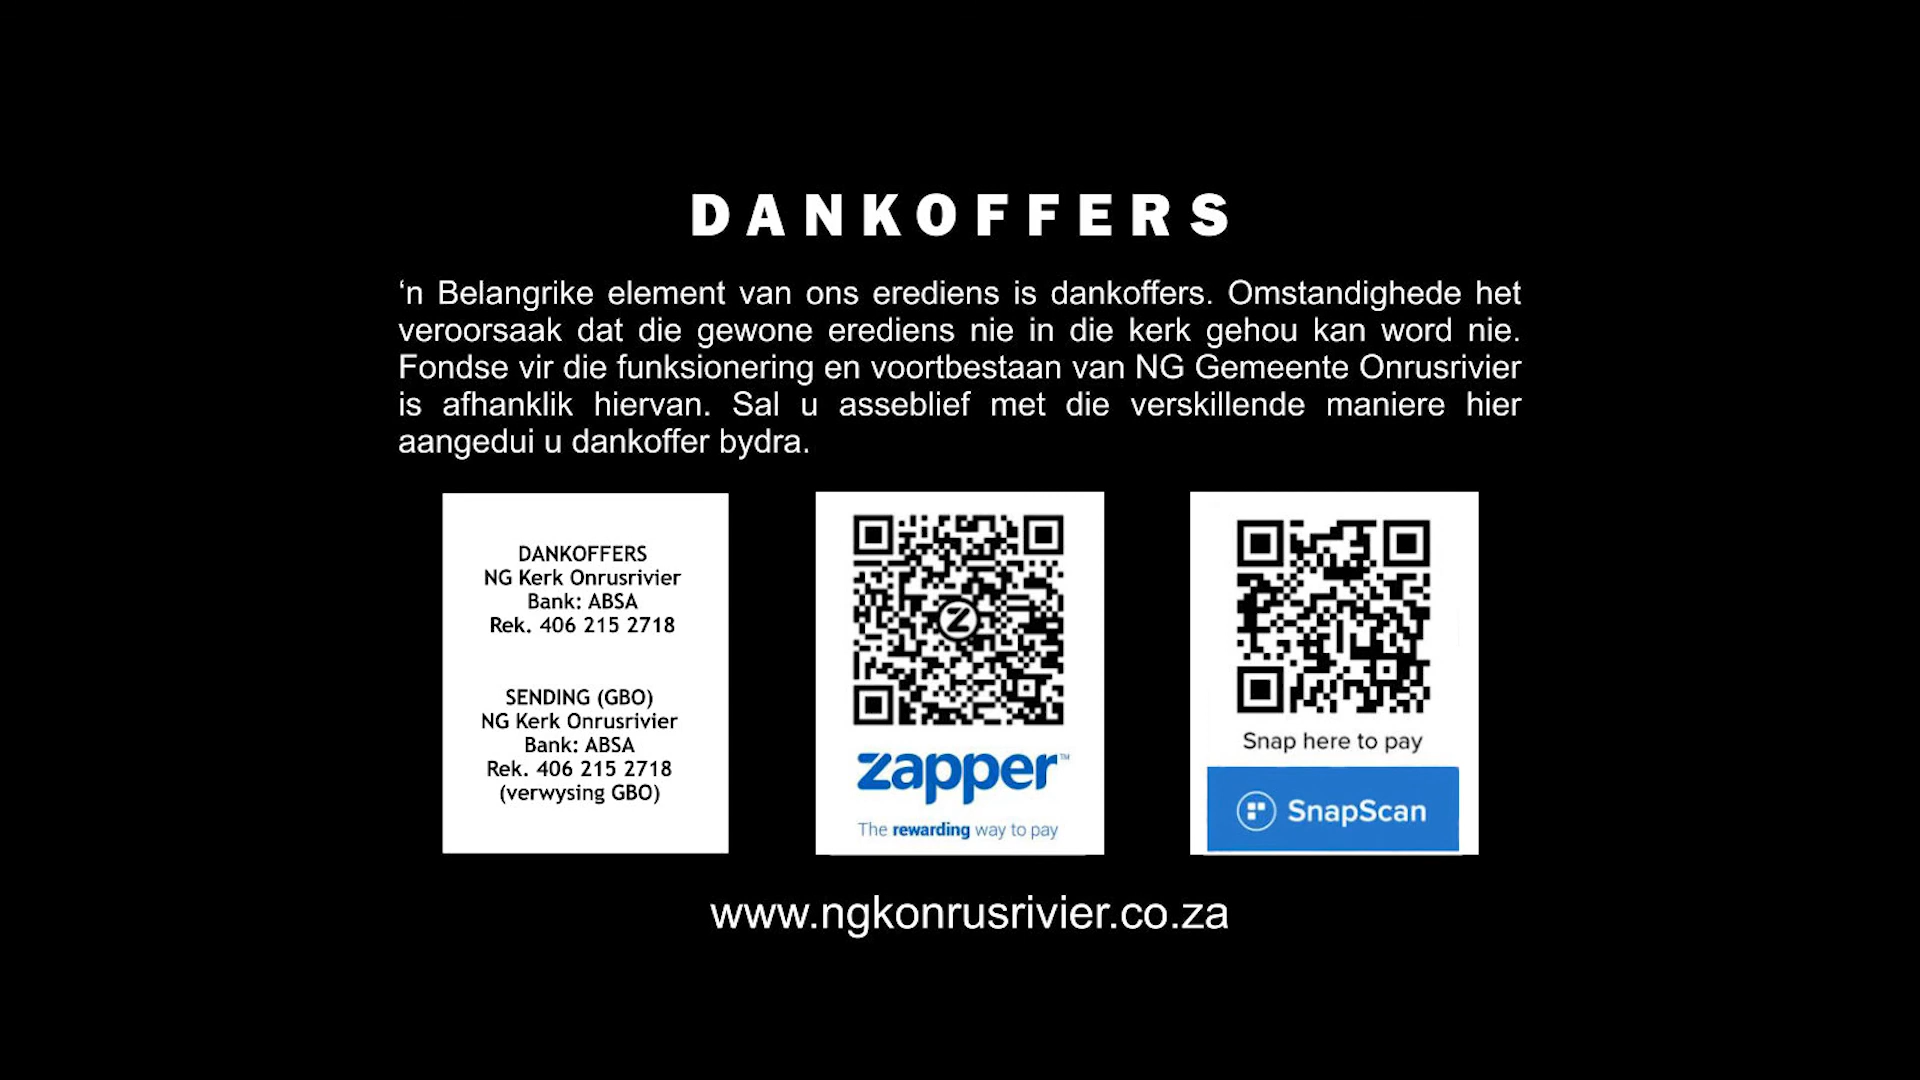 DANKOFFERS
‘n Belangrike element van ons erediens is dankoffers. Omstandighede het
veroorsaak dat die gewone erediens nie in die kerk gehou kan word nie.
Fondse vir die funksionering en voortbestaan van NG Gemeente Onrusrivier
is afhanklik hiervan. Sal u asseblief met die verskillende maniere hier
aangedui u dankoffer bydra.
DANKOFFERS
NG Kerk Onrusrivier
Bank: ABSA
Rek. 406 215 2718
SENDING (GBO)
NG Kerk Onrusrivier
Bank: ABSA
Rek. 406 215 2718
(verwysing GBO)
zapper™
The rewarding way to pay
Snap here to pay
SnapScan
www.ngkonrusrivier.co.za